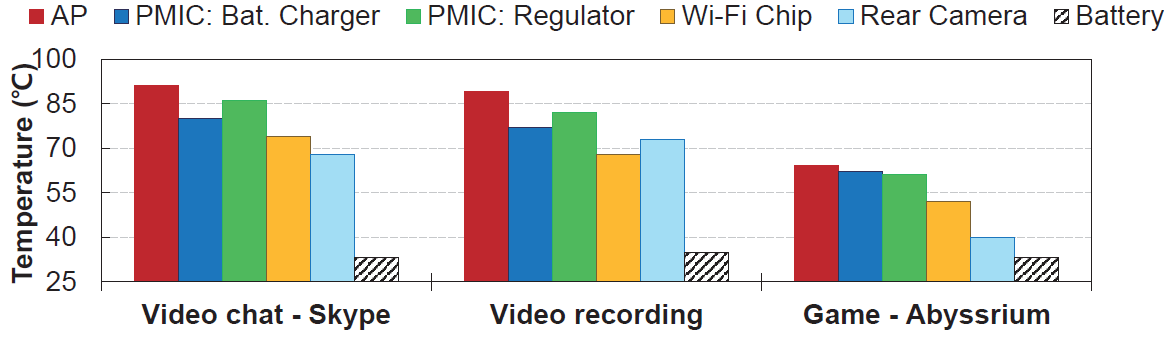 AP PMIC: Bat. Charger PMIC: Regulator Wi-Fi Chip Rear Camera Battery
Temperature (℃)
100
85
70
55
40
25
Video chat - Skype Video recording Game - Abyssrium